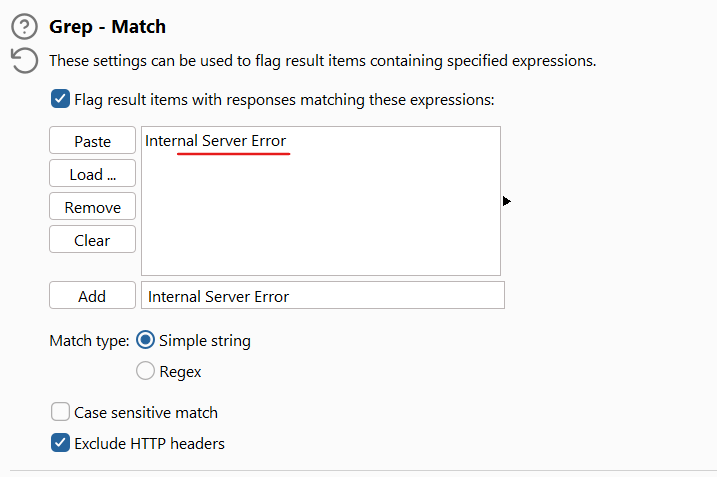 Grep - Match
These settings can be used to flag result items containing specified expressions.
Flag result items with responses matching these expressions:
Paste
Internal Server Error
Load ...
Remove
Clear
Add
Internal Server Error
Match type:
Simple string
Regex
Case sensitive match
Exclude HTTP headers